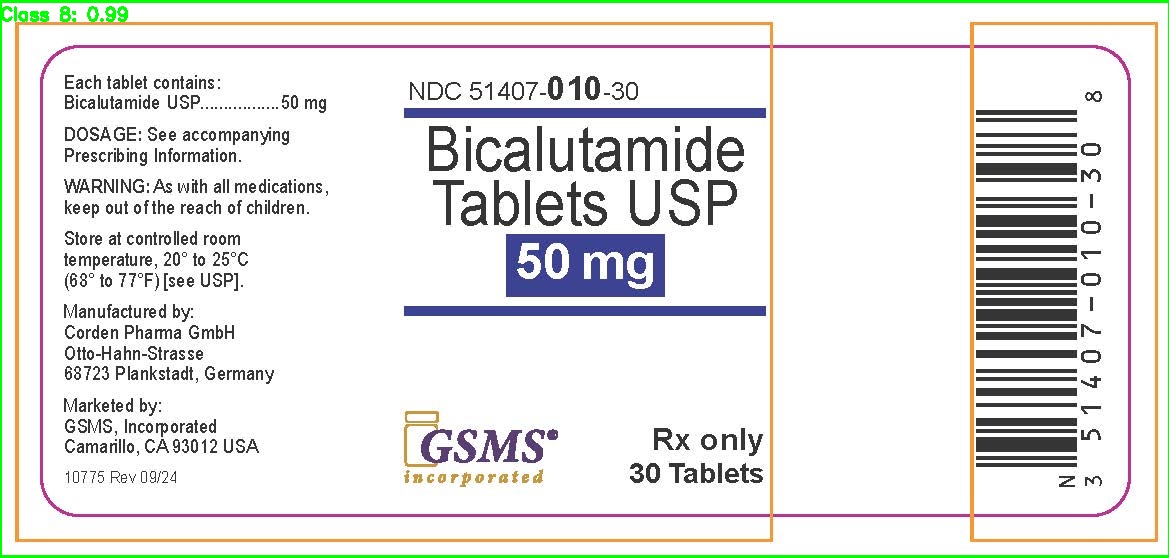 Class 8: 0.99
Each tablet contains:
Bicalutamide USP.................50 mg
DOSAGE: See accompanying
Prescribing Information.
WARNING: As with all medications,
keep out of the reach of children.
Store at controlled room
temperature, 20° to 25°C
(68° to 77°F) [see USP].
Manufactured by:
Corden Pharma GmbH
Otto-Hahn-Strasse
68723 Plankstadt, Germany
Marketed by:
GSMS, Incorporated
Camarillo, CA 93012 USA
10775 Rev 09/24
NDC 51407-010-30
Bicalutamide
Tablets USP
50 mg
GSMS®
incorporated
Rx only
30 Tablets
N
3 51407-010-30 8